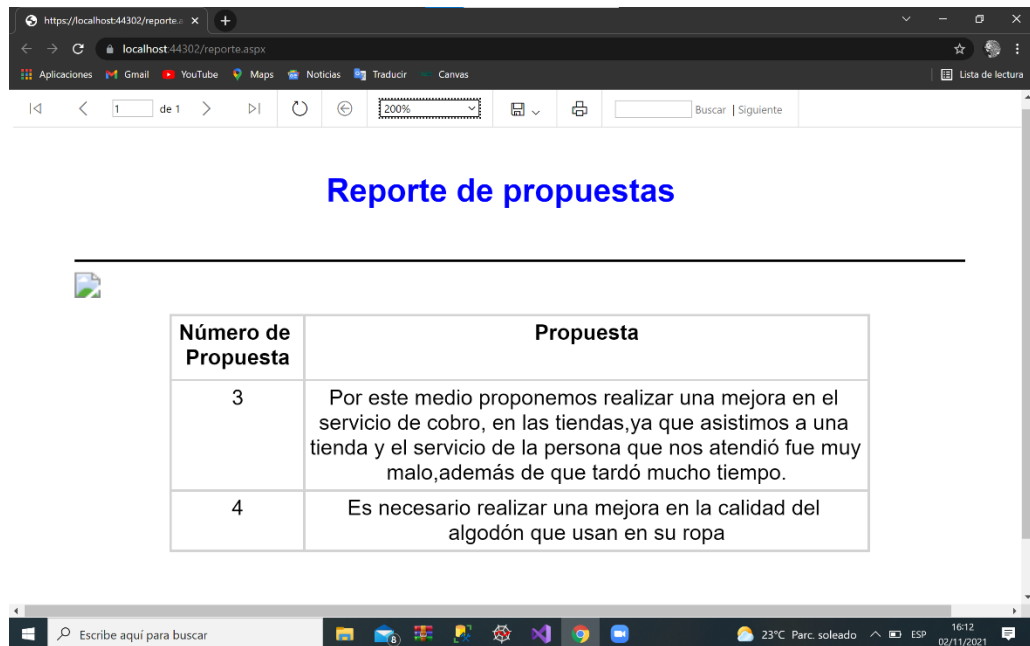 https://localhost:44302/reporte.a
localhost:44302/reporte.aspx
Aplicaciones Gmail YouTube Maps Noticias Traducir Canvas Lista de lectura
1 de 1 200% Buscar | Siguiente
Reporte de propuestas
Número de
Propuesta
Propuesta
3
Por este medio proponemos realizar una mejora en el
servicio de cobro, en las tiendas,ya que asistimos a una
tienda y el servicio de la persona que nos atendió fue muy
malo,además de que tardó mucho tiempo.
4
Es necesario realizar una mejora en la calidad del
algodón que usan en su ropa
Escribe aquí para buscar
8
23°C Parc. soleado ESP
16:12
02/11/2021